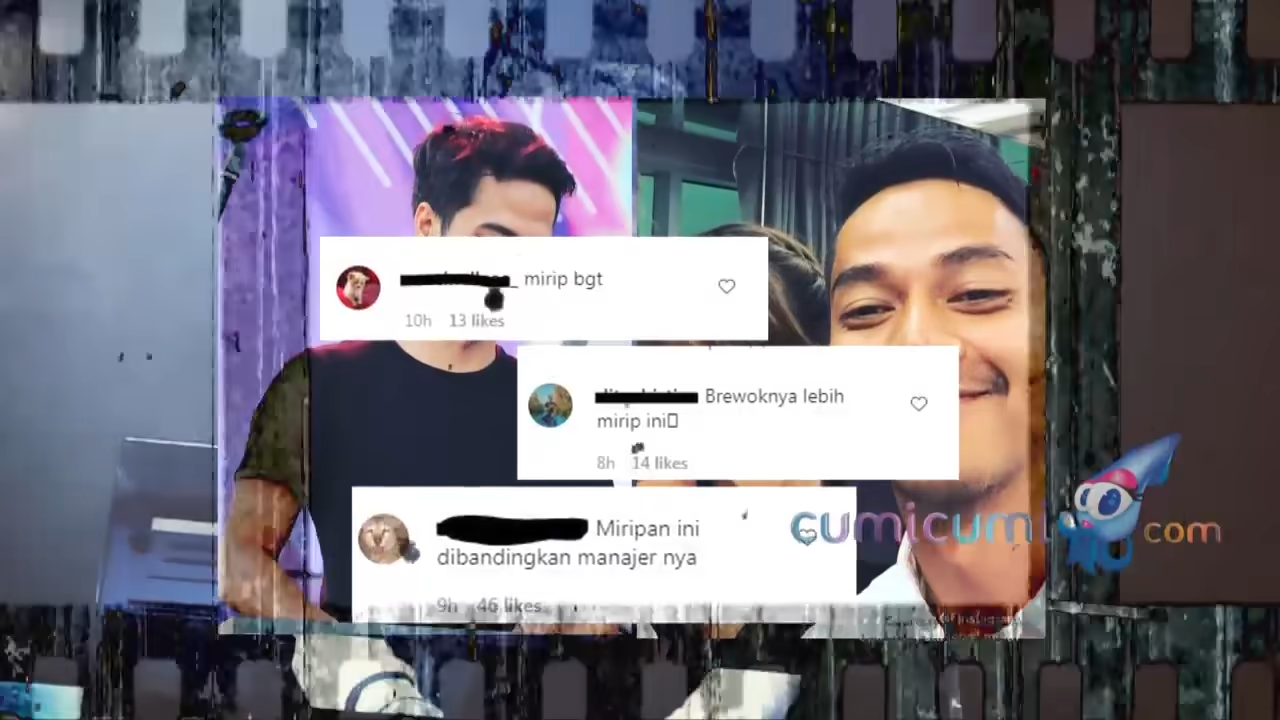 mirip bgt
10h 13 likes
Brewoknya lebih
mirip ini
8h 14 likes
Miripan ini
dibandingkan manajer nya
9h 46 likes
cumicumi.com